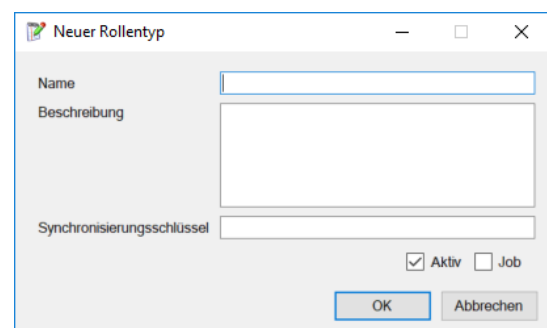 Neuer Rollentyp
Name
Beschreibung
Synchronisierungsschlüssel
Aktiv Job
OK Abbrechen